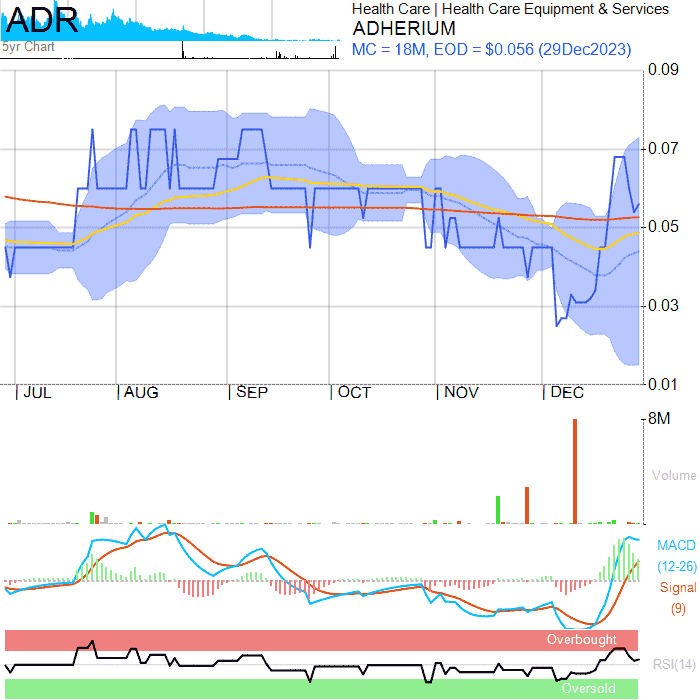 ADR
5yr Chart
Health Care | Health Care Equipment & Services
ADHERIUM
MC = 18M, EOD = $0.056 (29Dec2023)
0.09
0.07
0.05
0.03
0.01
| JUL | AUG | SEP | OCT | NOV | DEC
8M
Volume
MACD
(12-26)
Signal
(9)
Overbought
RSI(14)
Oversold